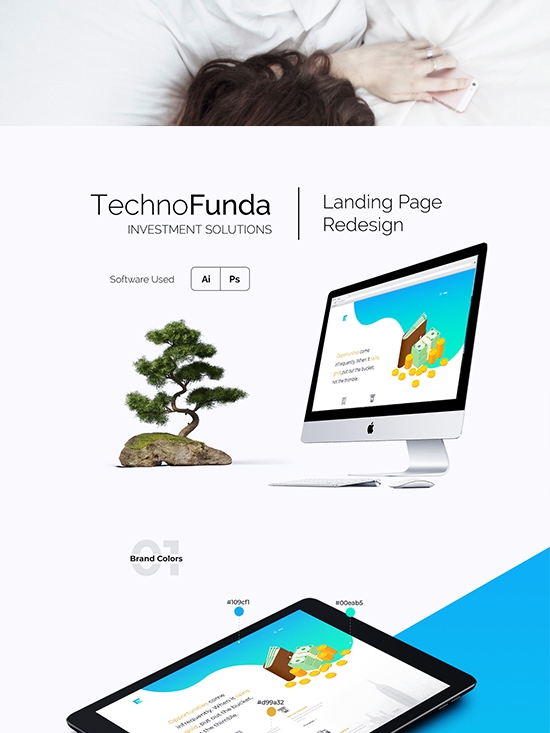 TechnoFunda
INVESTMENT SOLUTIONS
Landing Page
Redesign
Software Used
Ai
Ps
Opportunities come
infrequently. When it rains
gold, put out the bucket,
not the thimble.
01
Brand Colors
#109cf1
#00eab5
Opportunities come
infrequently. When it rains
gold, put out the bucket,
not the thimble.
#d99a32